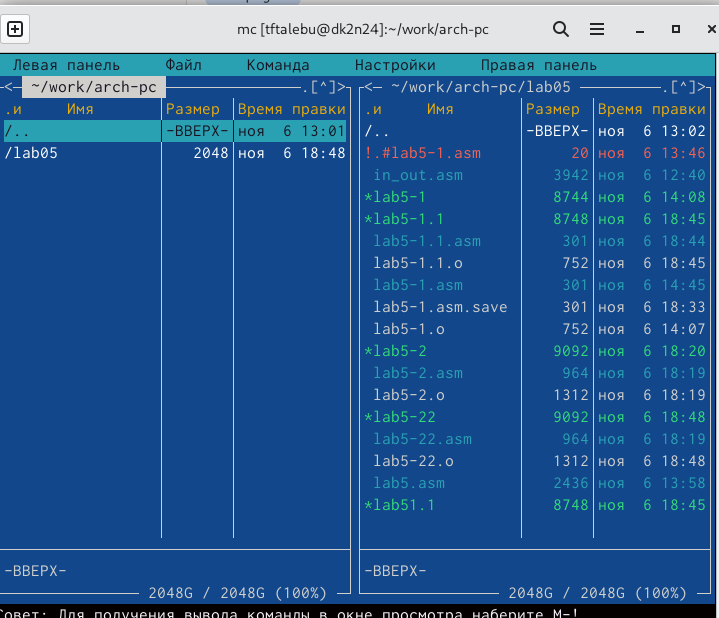 mc [tftalebu@dk2n24]:~/work/arch-pc
Левая панель Файл Команда Настройки Правая панель
<— ~/work/arch-pc —.[^]> <— ~/work/arch-pc/lab05 —.[^]>
.и Имя Размер Время правки .и Имя Размер Время правки
/.. -ВВЕРХ- ноя 6 13:01 /.. -ВВЕРХ- ноя 6 13:02
/lab05 2048 ноя 6 18:48 !.#lab5-1.asm 20 ноя 6 13:46
in_out.asm 3942 ноя 6 12:40
*lab5-1 8744 ноя 6 14:08
*lab5-1.1 8748 ноя 6 18:45
lab5-1.1.asm 301 ноя 6 18:44
lab5-1.1.o 752 ноя 6 18:45
lab5-1.asm 301 ноя 6 14:45
lab5-1.asm.save 301 ноя 6 18:33
lab5-1.o 752 ноя 6 14:07
*lab5-2 9092 ноя 6 18:20
lab5-2.asm 964 ноя 6 18:19
lab5-2.o 1312 ноя 6 18:19
*lab5-22 9092 ноя 6 18:48
lab5-22.asm 964 ноя 6 18:19
lab5-22.o 1312 ноя 6 18:48
lab5.asm 2436 ноя 6 13:58
*lab51.1 8748 ноя 6 18:45
-ВВЕРХ- -ВВЕРХ-
2048G / 2048G (100%) 2048G / 2048G (100%)
Совет: Для получения вывода команды в окне просмотра наберите M-!